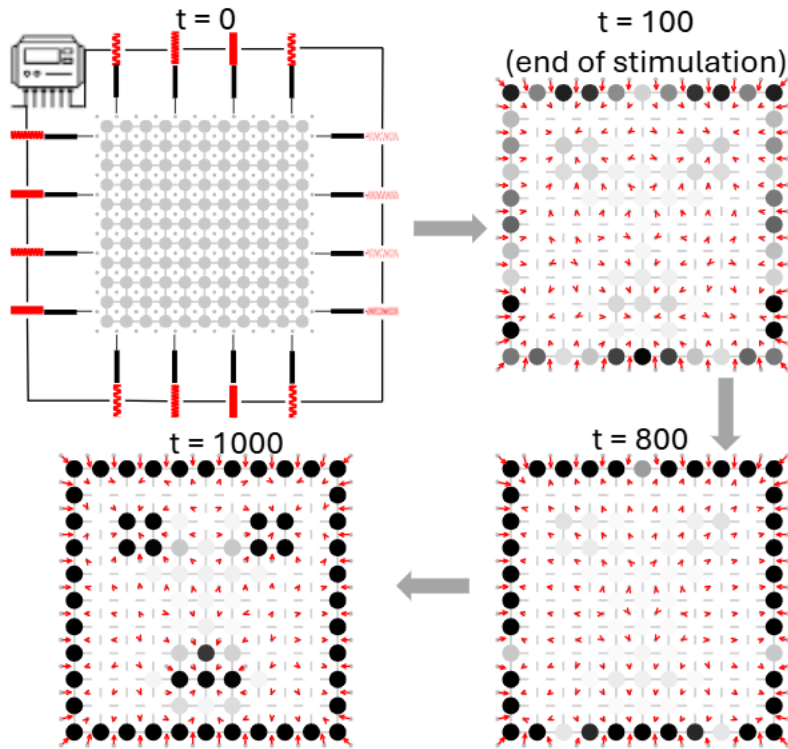 t = 0
t = 100
(end of stimulation)
t = 1000
t = 800